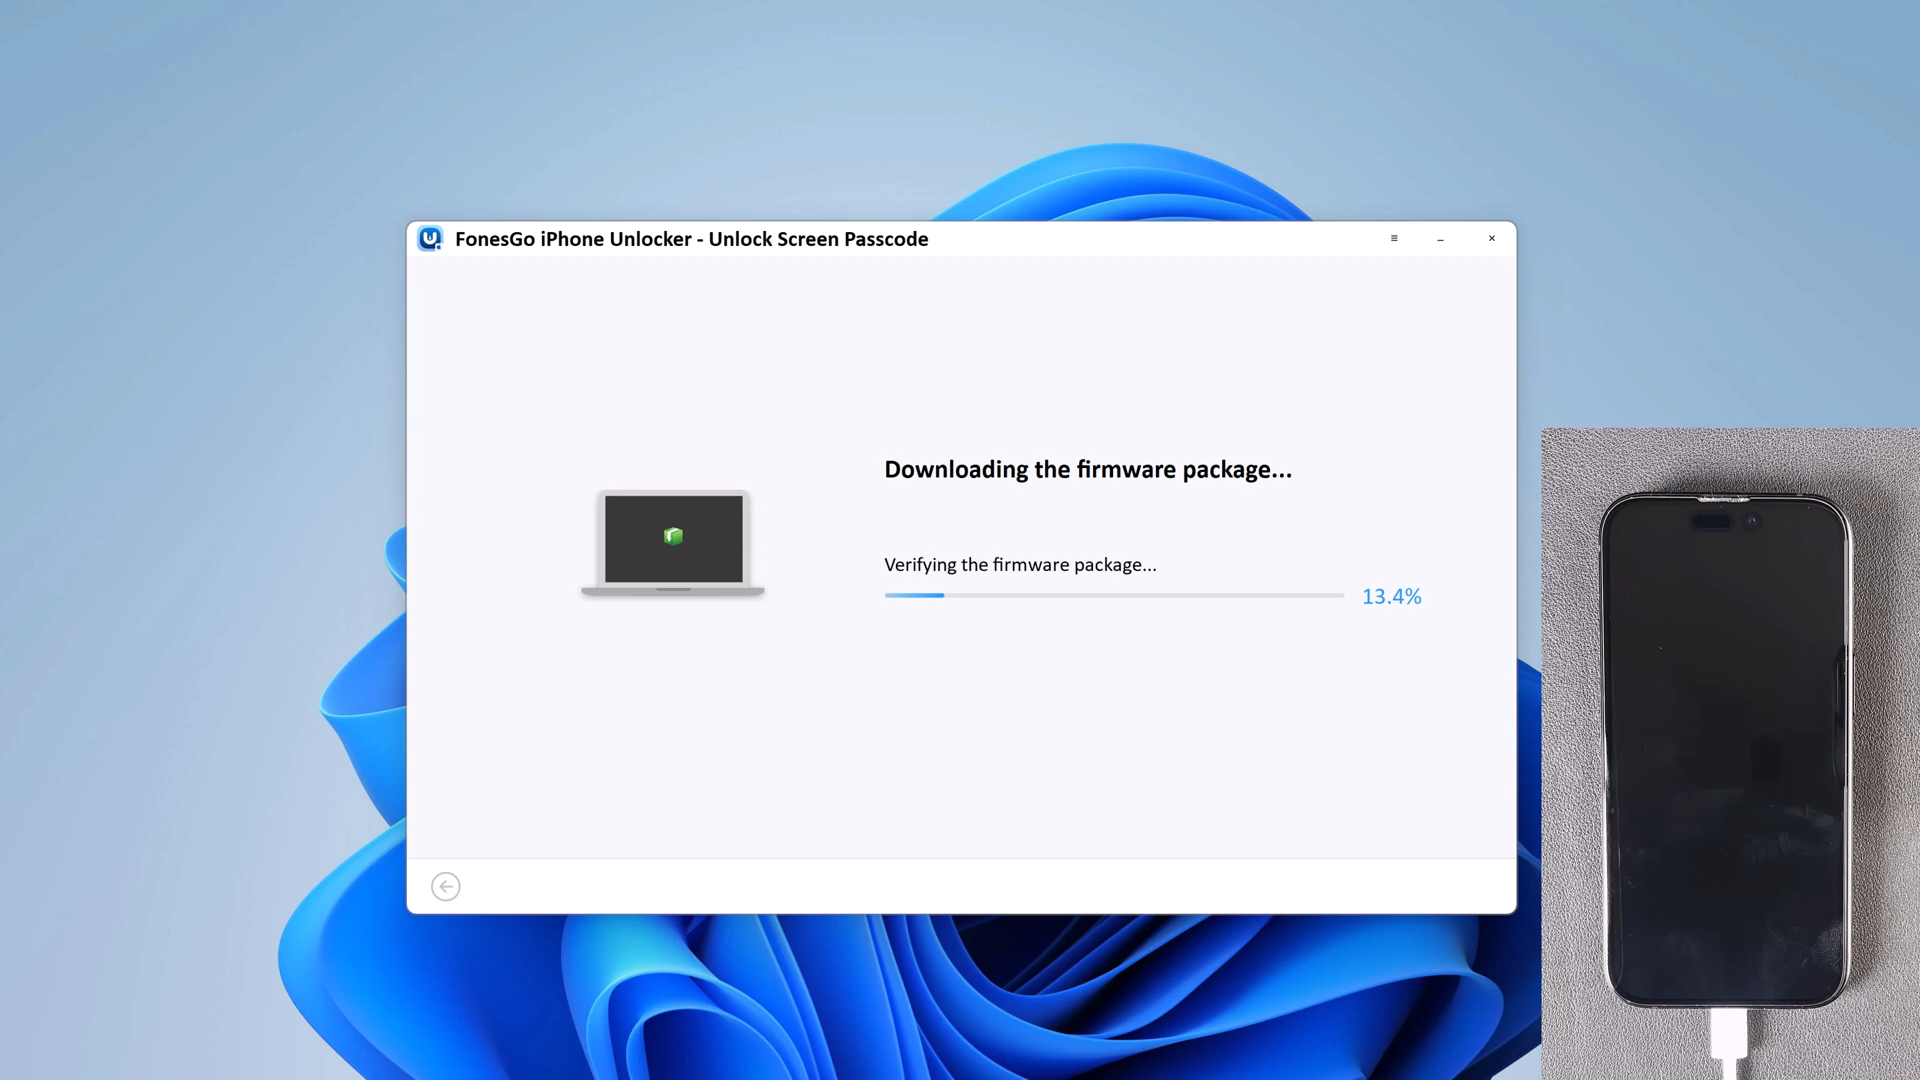 FonesGo iPhone Unlocker - Unlock Screen Passcode
Downloading the firmware package...
Verifying the firmware package...
13.4%